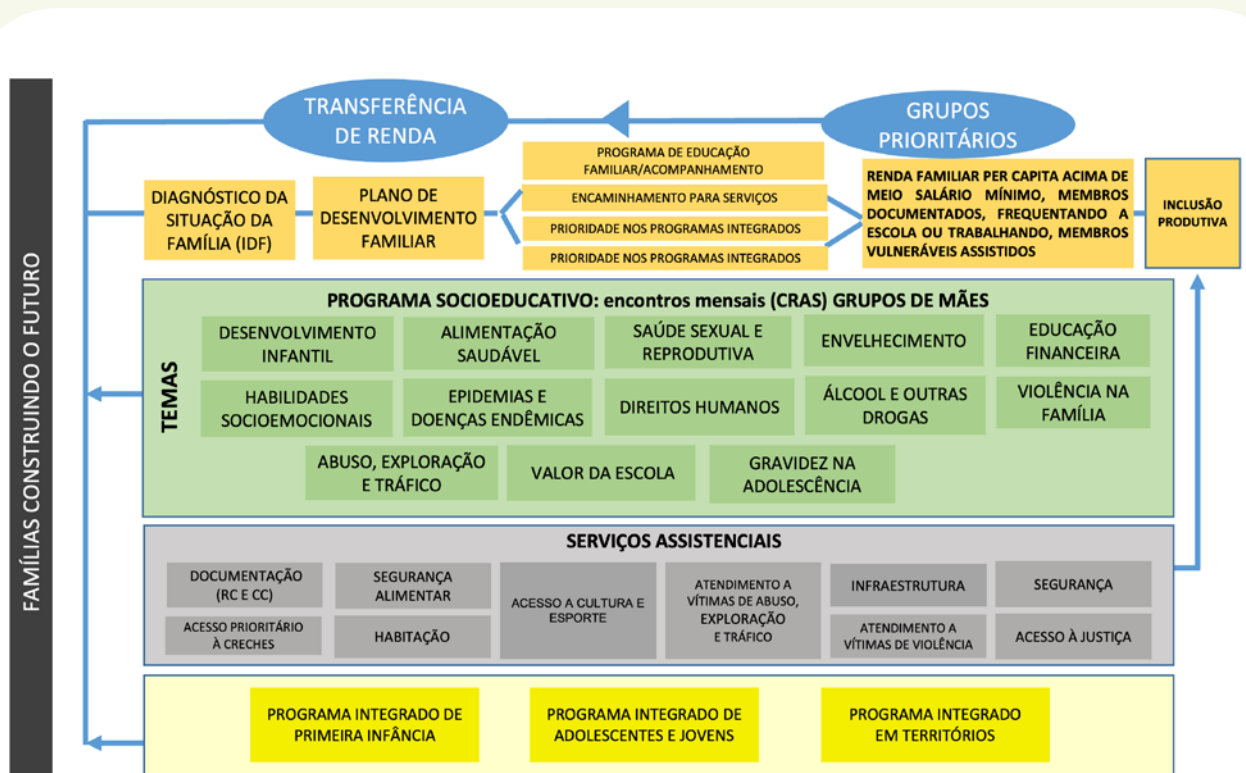 FAMÍLIAS CONSTRUINDO O FUTURO
TRANSFERÊNCIA
DE RENDA
GRUPOS
PRIORITÁRIOS
DIAGNÓSTICO DA
SITUAÇÃO DA
FAMÍLIA (IDF)
PLANO DE
DESENVOLVIMENTO
FAMILIAR
PROGRAMA DE EDUCAÇÃO
FAMILIAR/ACOMPANHAMENTO
ENCAMINHAMENTO PARA SERVIÇOS
PRIORIDADE NOS PROGRAMAS INTEGRADOS
PRIORIDADE NOS PROGRAMAS INTEGRADOS
RENDA FAMILIAR PER CAPITA ACIMA DE
MEIO SALÁRIO MÍNIMO, MEMBROS
DOCUMENTADOS, FREQUENTANDO A
ESCOLA OU TRABALHANDO, MEMBROS
VULNERÁVEIS ASSISTIDOS
INCLUSÃO
PRODUTIVA
PROGRAMA SOCIOEDUCATIVO: encontros mensais (CRAS) GRUPOS DE MÃES
TEMAS
DESENVOLVIMENTO
INFANTIL
ALIMENTAÇÃO
SAUDÁVEL
SAÚDE SEXUAL E
REPRODUTIVA
ENVELHECIMENTO
EDUCAÇÃO
FINANCEIRA
HABILIDADES
SOCIOEMOCIONAIS
EPIDEMIAS E
DOENÇAS ENDÊMICAS
DIREITOS HUMANOS
ÁLCOOL E OUTRAS
DROGAS
VIOLÊNCIA NA
FAMÍLIA
ABUSO, EXPLORAÇÃO
E TRÁFICO
VALOR DA ESCOLA
GRAVIDEZ NA
ADOLESCÊNCIA
SERVIÇOS ASSISTENCIAIS
DOCUMENTAÇÃO
(RC E CC)
SEGURANÇA
ALIMENTAR
ACESSO A CULTURA E
ESPORTE
ATENDIMENTO A
VÍTIMAS DE ABUSO,
EXPLORAÇÃO
E TRÁFICO
INFRAESTRUTURA
SEGURANÇA
ACESSO PRIORITÁRIO
À CRECHES
HABITAÇÃO
ATENDIMENTO A
VÍTIMAS DE VIOLÊNCIA
ACESSO À JUSTIÇA
PROGRAMA INTEGRADO DE
PRIMEIRA INFÂNCIA
PROGRAMA INTEGRADO DE
ADOLESCENTES E JOVENS
PROGRAMA INTEGRADO
EM TERRITÓRIOS